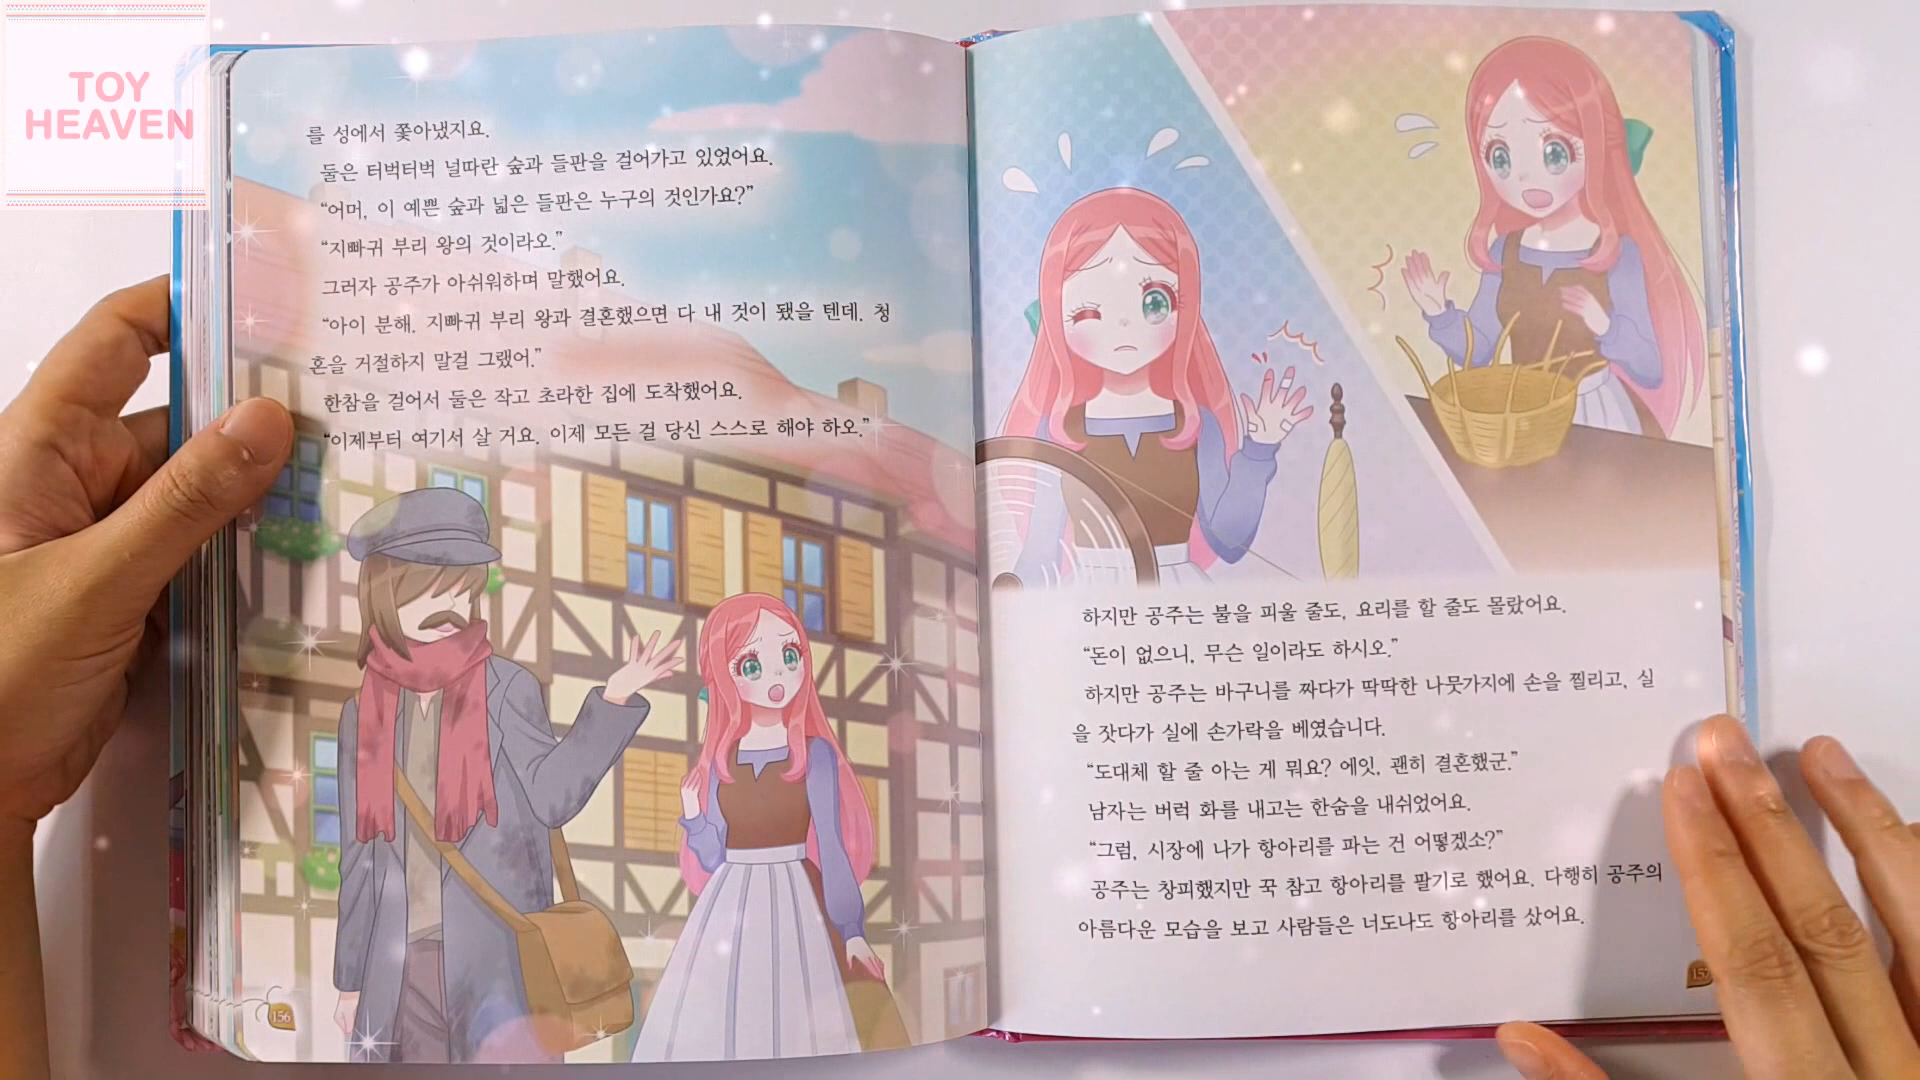 TOY
HEAVEN
를 성에서 쫓아냈지요.
둘은 터벅터벅 널따란 숲과 들판을 걸어가고 있었어요.
“어머, 이 예쁜 숲과 넓은 들판은 누구의 것인가요?”
“지빠귀 부리 왕의 것이라오.”
그러자 공주가 아쉬워하며 말했어요.
“아이 분해. 지빠귀 부리 왕과 결혼했으면 다 내 것이 됐을 텐데. 청
혼을 거절하지 말걸 그랬어.”
한참을 걸어서 둘은 작고 초라한 집에 도착했어요.
“이제부터 여기서 살 거요. 이제 모든 걸 당신 스스로 해야 하오.”
156
하지만 공주는 불을 피울 줄도, 요리를 할 줄도 몰랐어요.
“돈이 없으니, 무슨 일이라도 하시오.”
하지만 공주는 바구니를 짜다가 딱딱한 나뭇가지에 손을 찔리고, 실
을 잣다가 실에 손가락을 베였습니다.
“도대체 할 줄 아는 게 뭐요? 에잇, 괜히 결혼했군.”
남자는 버럭 화를 내고는 한숨을 내쉬었어요.
“그럼, 시장에 나가 항아리를 파는 건 어떻겠소?”
공주는 창피했지만 꾹 참고 항아리를 팔기로 했어요. 다행히 공주의
아름다운 모습을 보고 사람들은 너도나도 항아리를 샀어요.
157